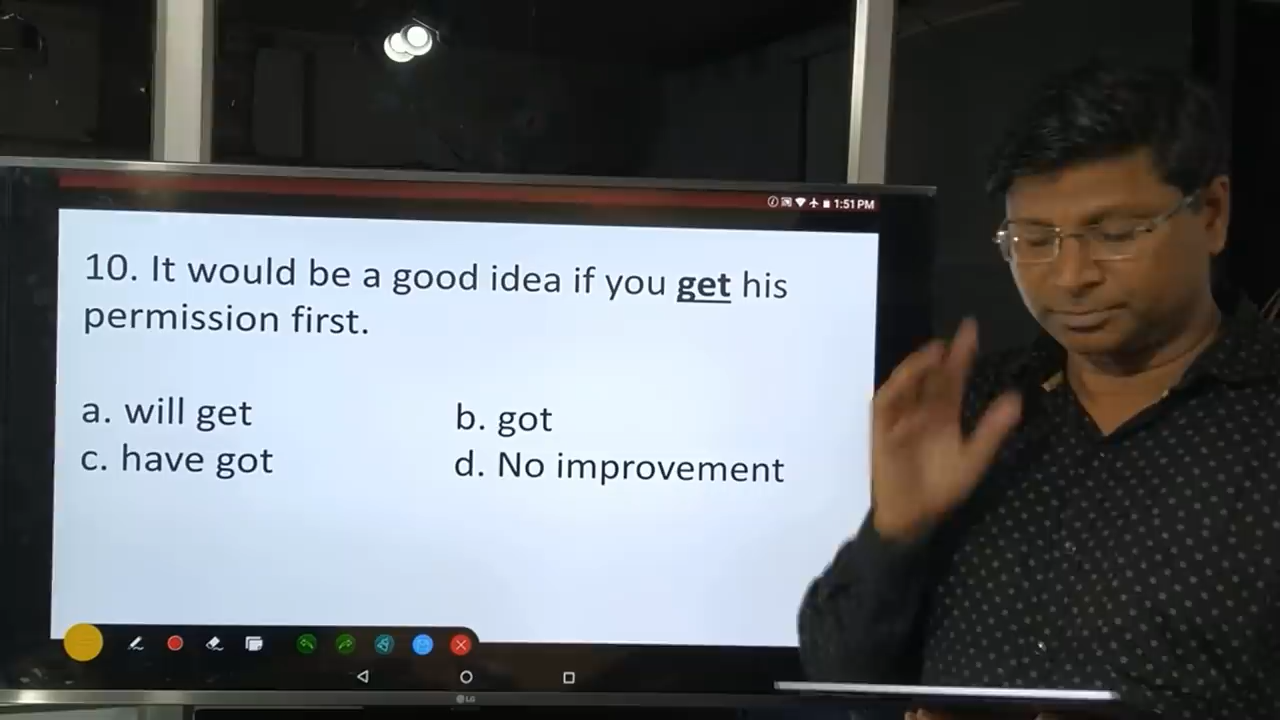 1:51 PM
10. It would be a good idea if you get his
permission first.
a. will get
b. got
c. have got
d. No improvement
LG